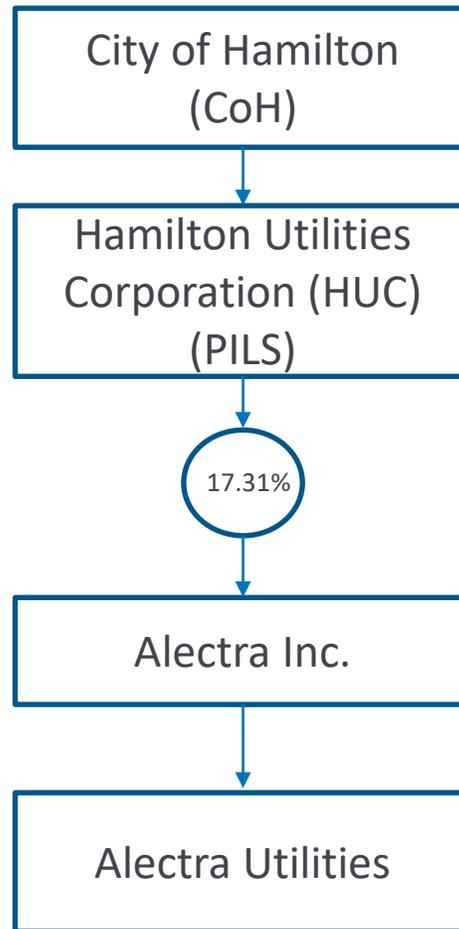 City of Hamilton
(CoH)
Hamilton Utilities
Corporation (HUC)
(PILS)
17.31%
Alectra Inc.
Alectra Utilities